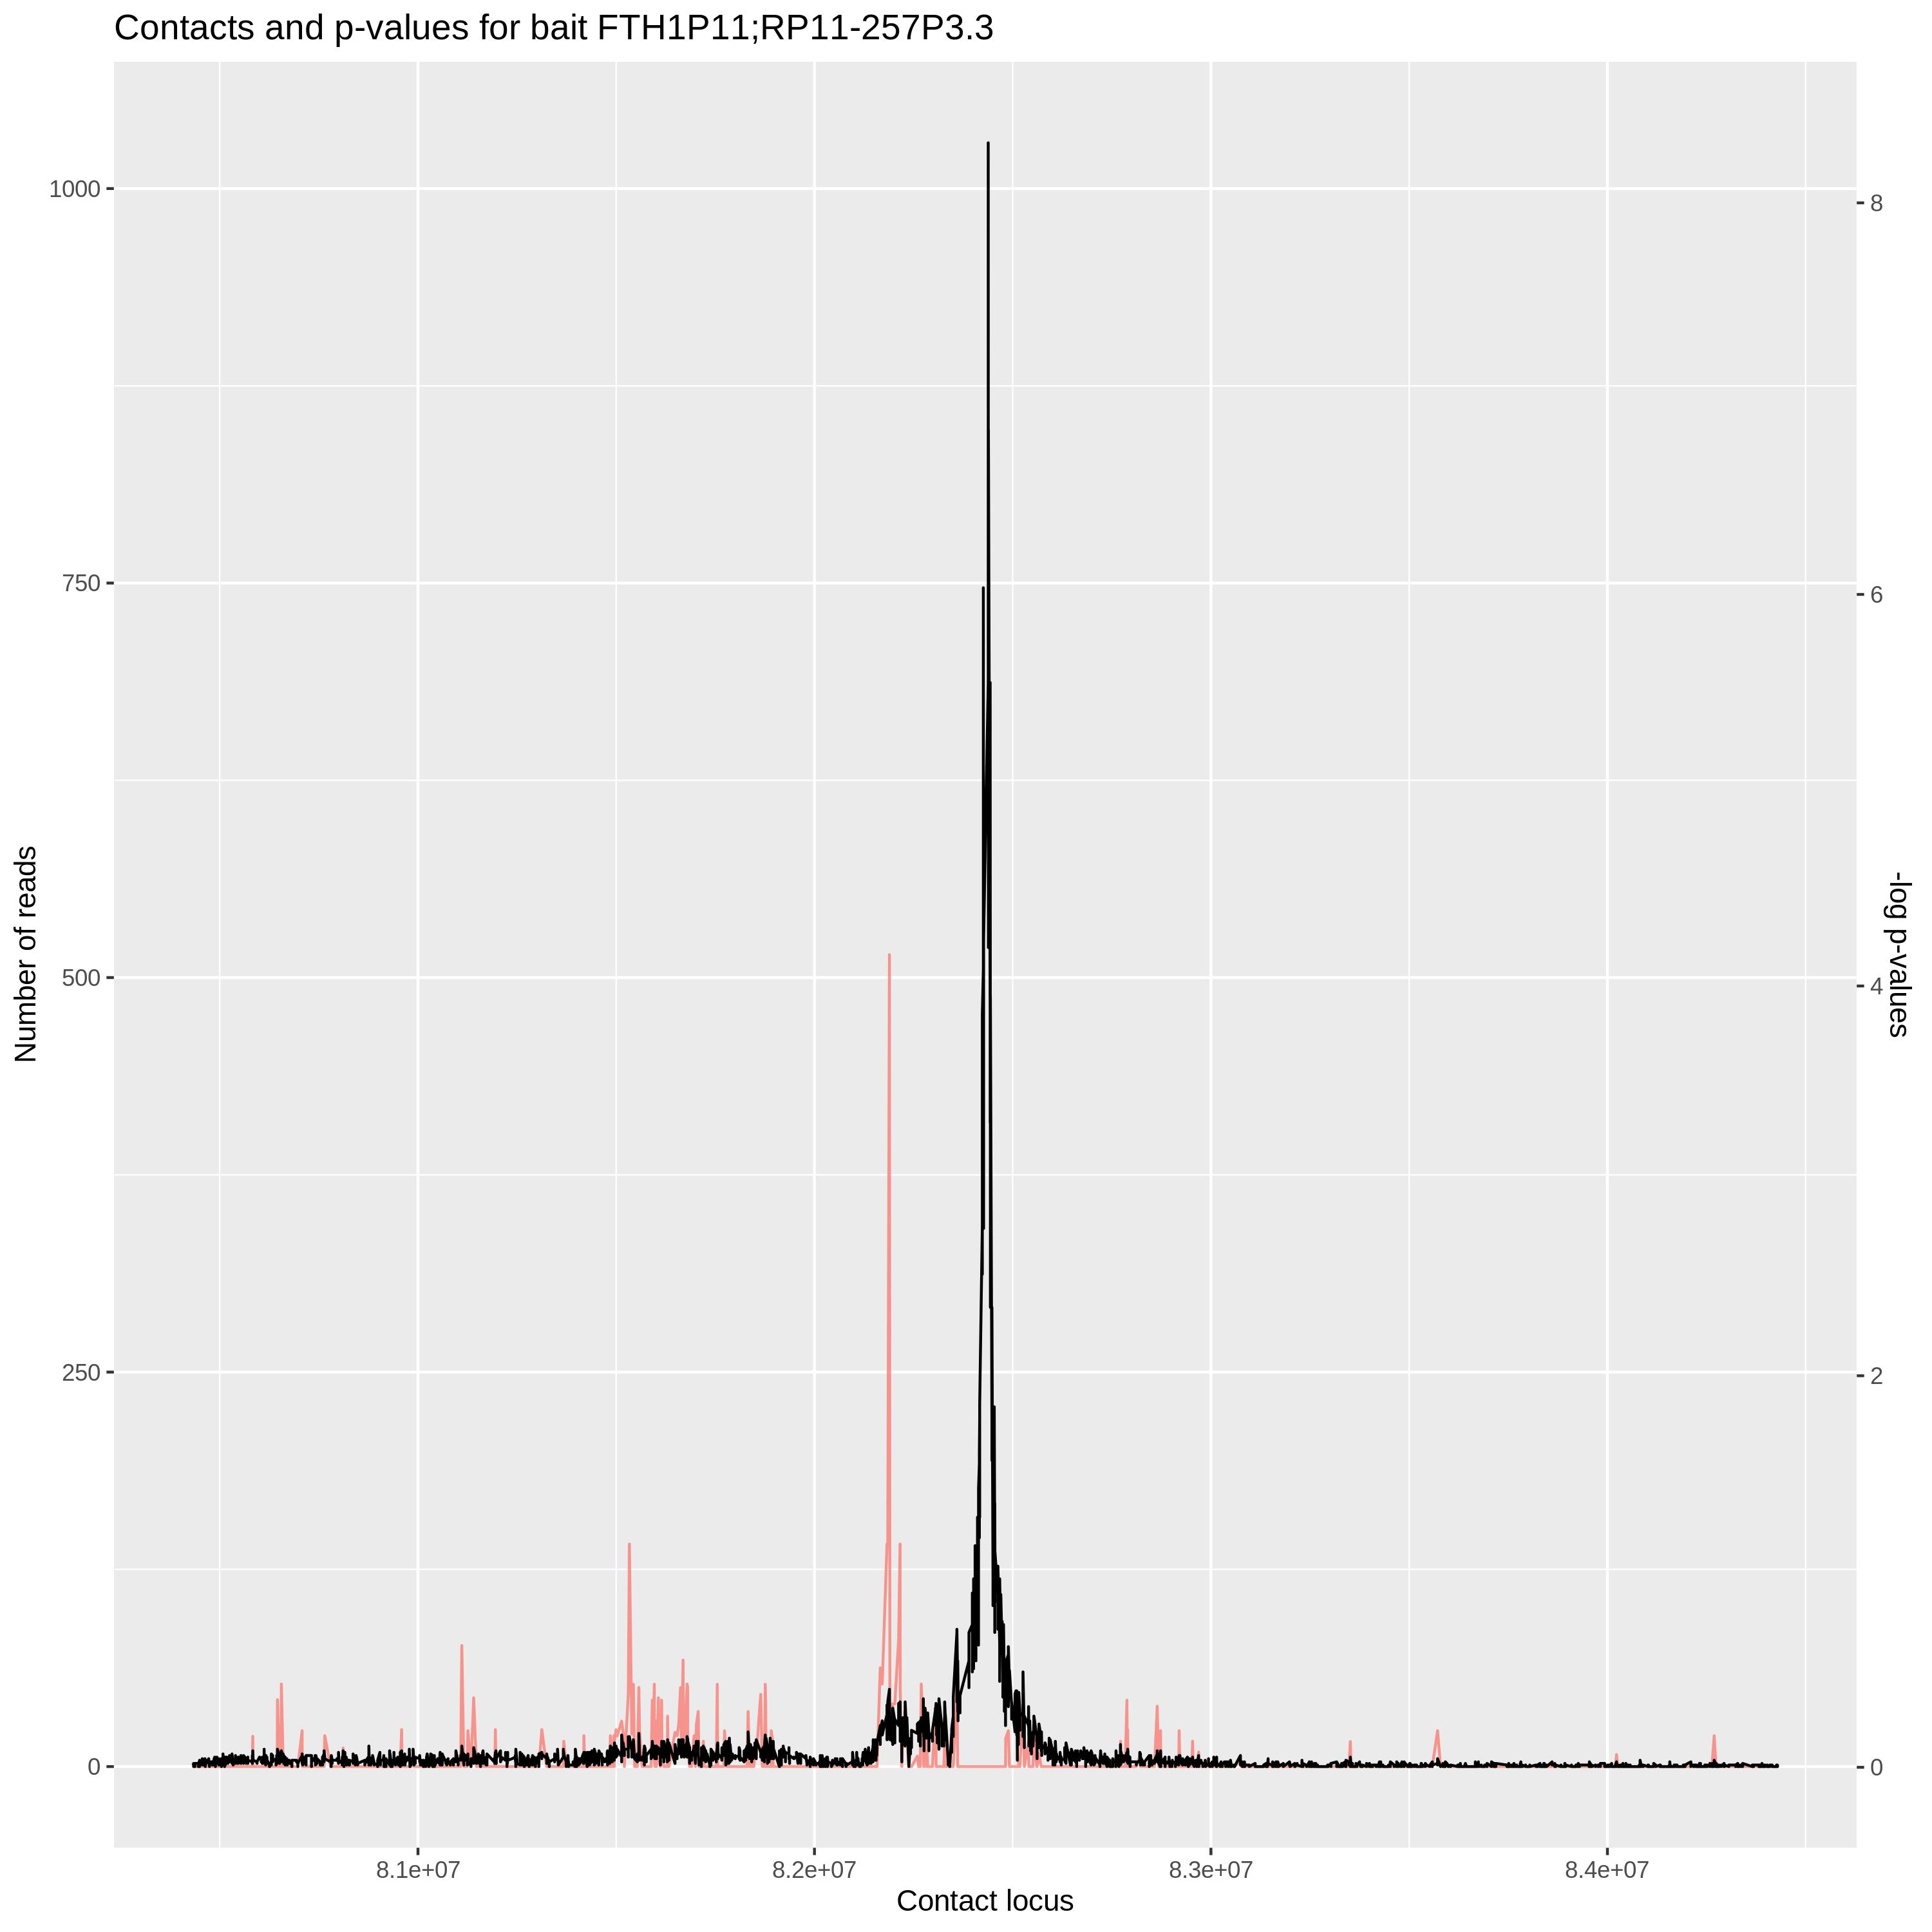 Contacts and p-values for bait FTH1P11;RP11-257P3.3
1000
750
500
250
0
Number of reads
8
6
4
2
0
-log p-values
8.1e+07
8.2e+07
8.3e+07
8.4e+07
Contact locus